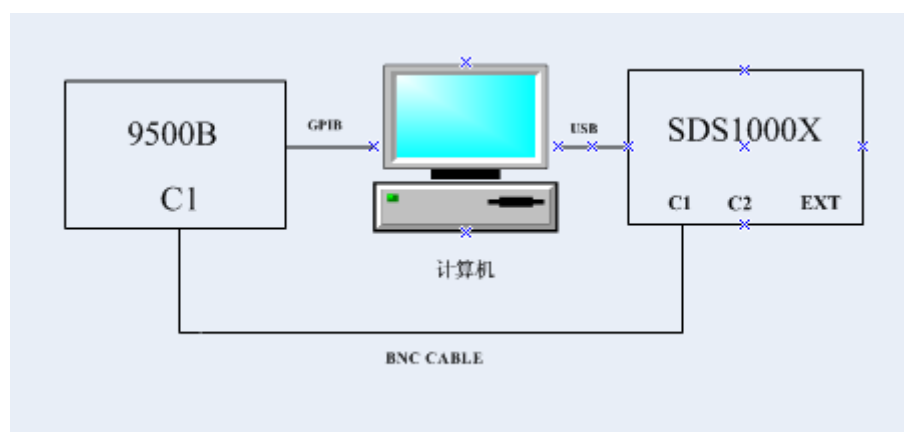 9500B
C1
GPIB
USB
SDS1000X
C1 C2 EXT
计算机
BNC CABLE